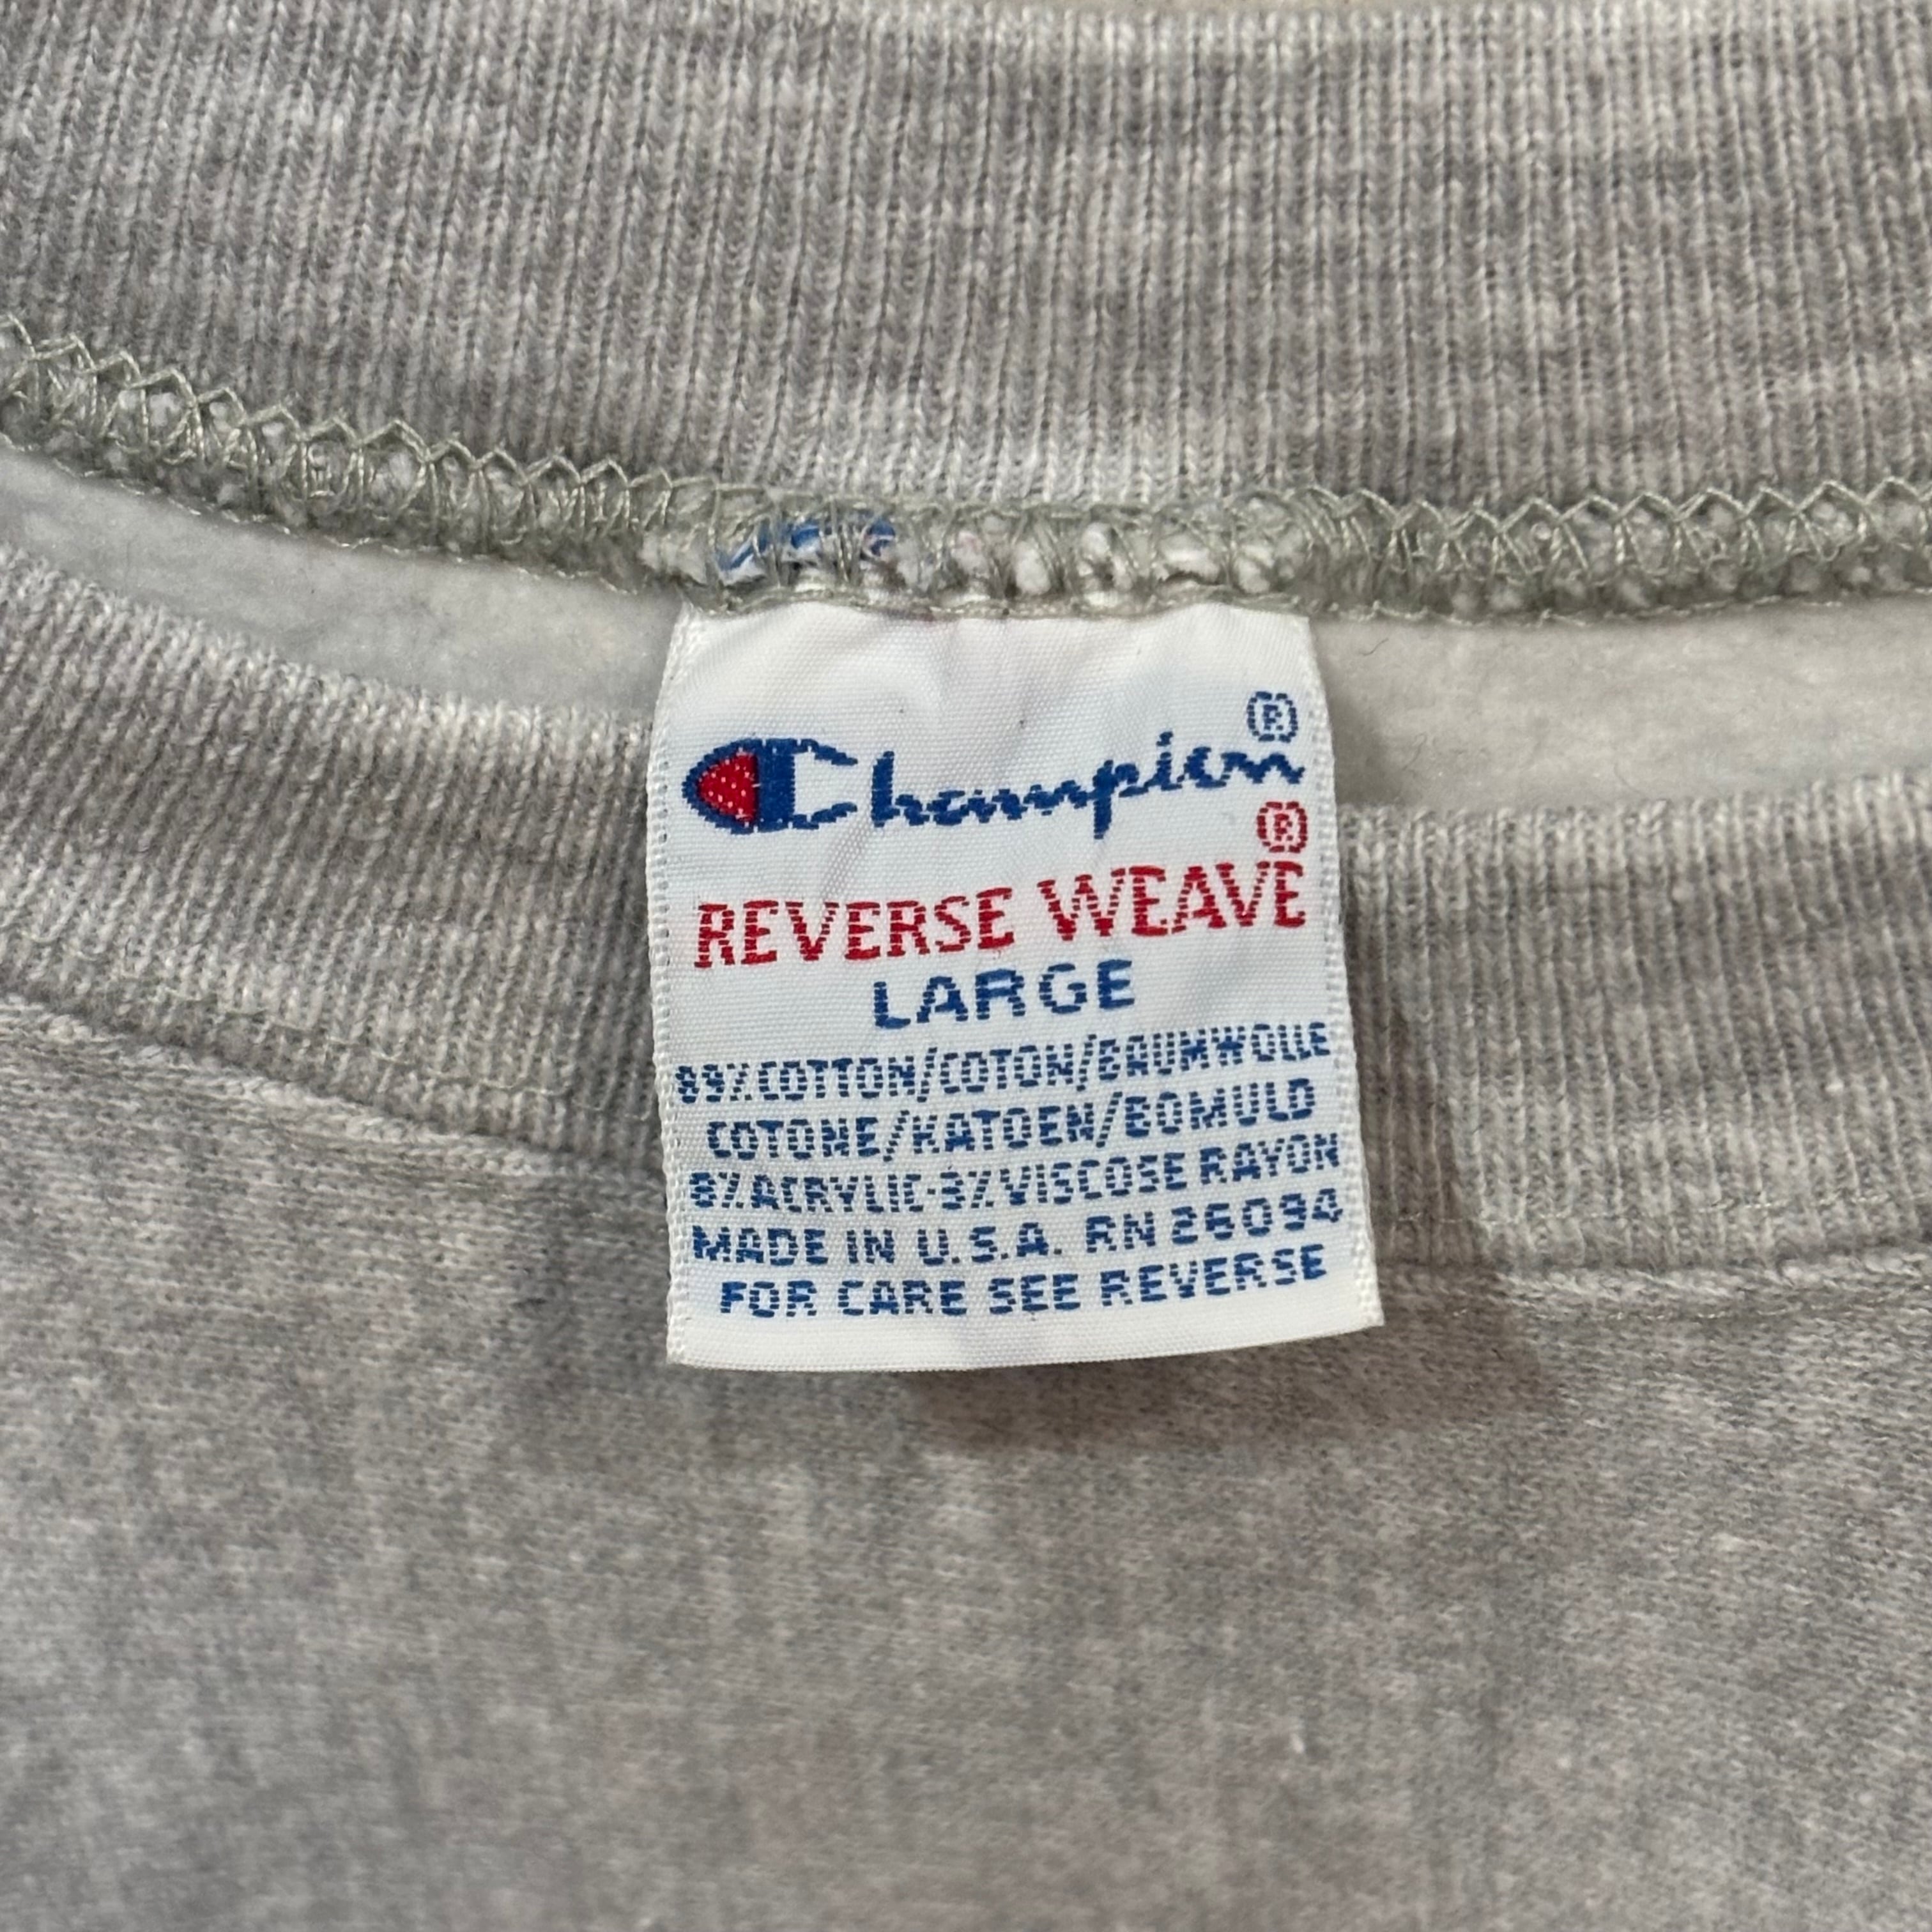 Champion®
REVERSE WEAVE®
LARGE
89% COTTON/COTON/BAUMWOLLE
COTONE/KATOEN/BOMULD
8% ACRYLIC-3% VISCOSE RAYON
MADE IN U.S.A. RN 26094
FOR CARE SEE REVERSE